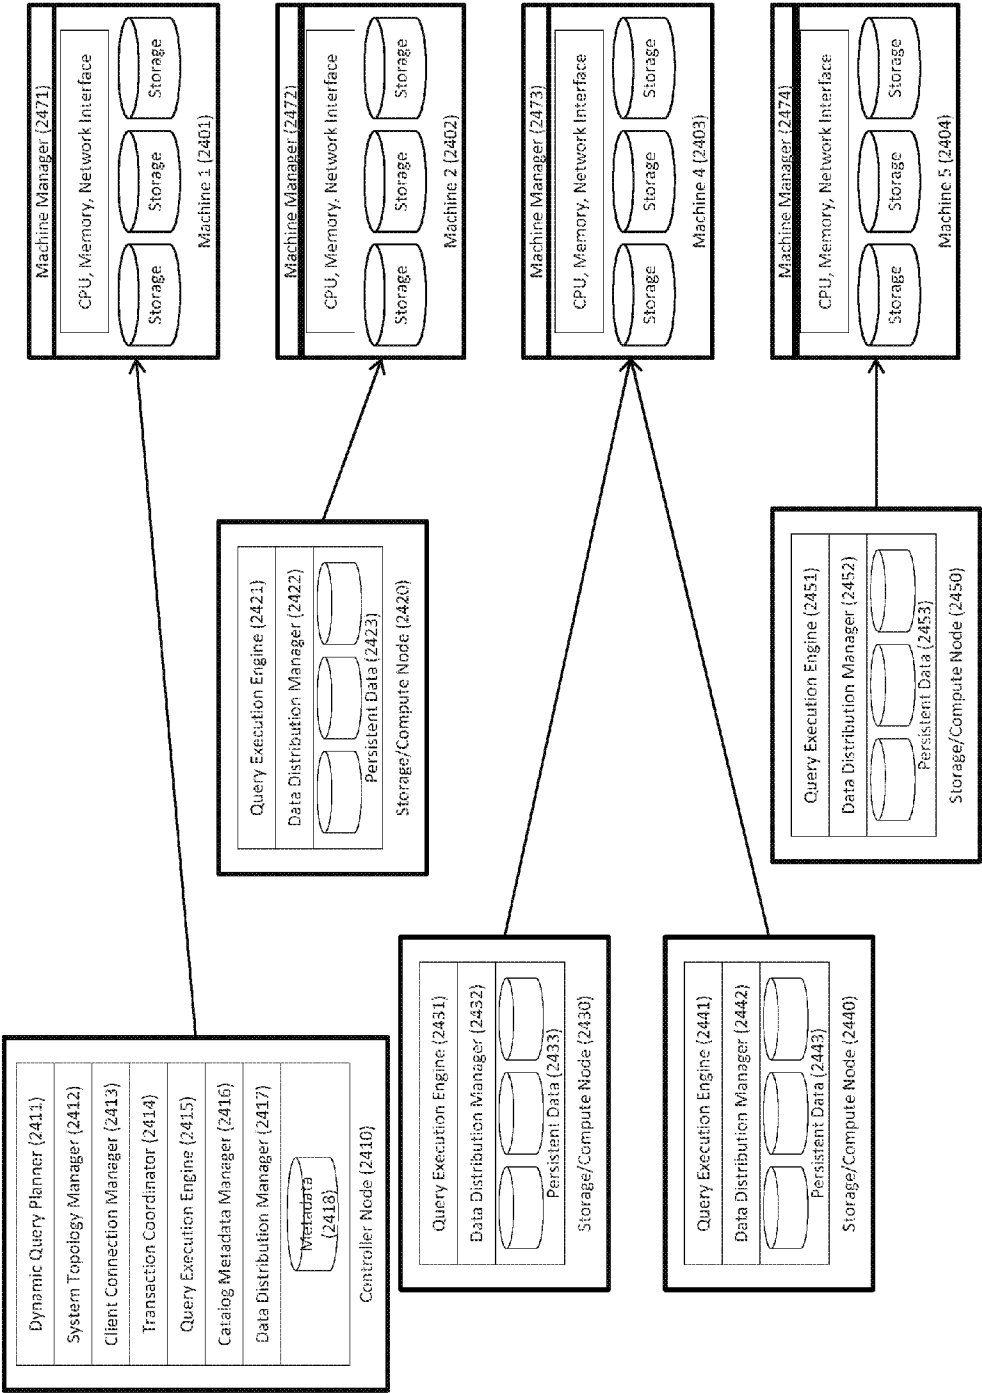 Dynamic Query Planner (2411)
System Topology Manager (2412)
Client Connection Manager (2413)
Transaction Coordinator (2414)
Query Execution Engine (2415)
Catalog Metadata Manager (2416)
Data Distribution Manager (2417)
Metadata
(2418)
Controller Node (2410)
Query Execution Engine (2421)
Data Distribution Manager (2422)
Persistent Data (2423)
Storage/Compute Node (2420)
Query Execution Engine (2431)
Data Distribution Manager (2432)
Persistent Data (2433)
Storage/Compute Node (2430)
Query Execution Engine (2441)
Data Distribution Manager (2442)
Persistent Data (2443)
Storage/Compute Node (2440)
Query Execution Engine (2451)
Data Distribution Manager (2452)
Persistent Data (2453)
Storage/Compute Node (2450)
Machine Manager (2471)
CPU, Memory, Network Interface
Storage
Storage
Storage
Machine 1 (2401)
Machine Manager (2472)
CPU, Memory, Network Interface
Storage
Storage
Storage
Machine 2 (2402)
Machine Manager (2473)
CPU, Memory, Network Interface
Storage
Storage
Storage
Machine 4 (2403)
Machine Manager (2474)
CPU, Memory, Network Interface
Storage
Storage
Storage
Machine 5 (2404)